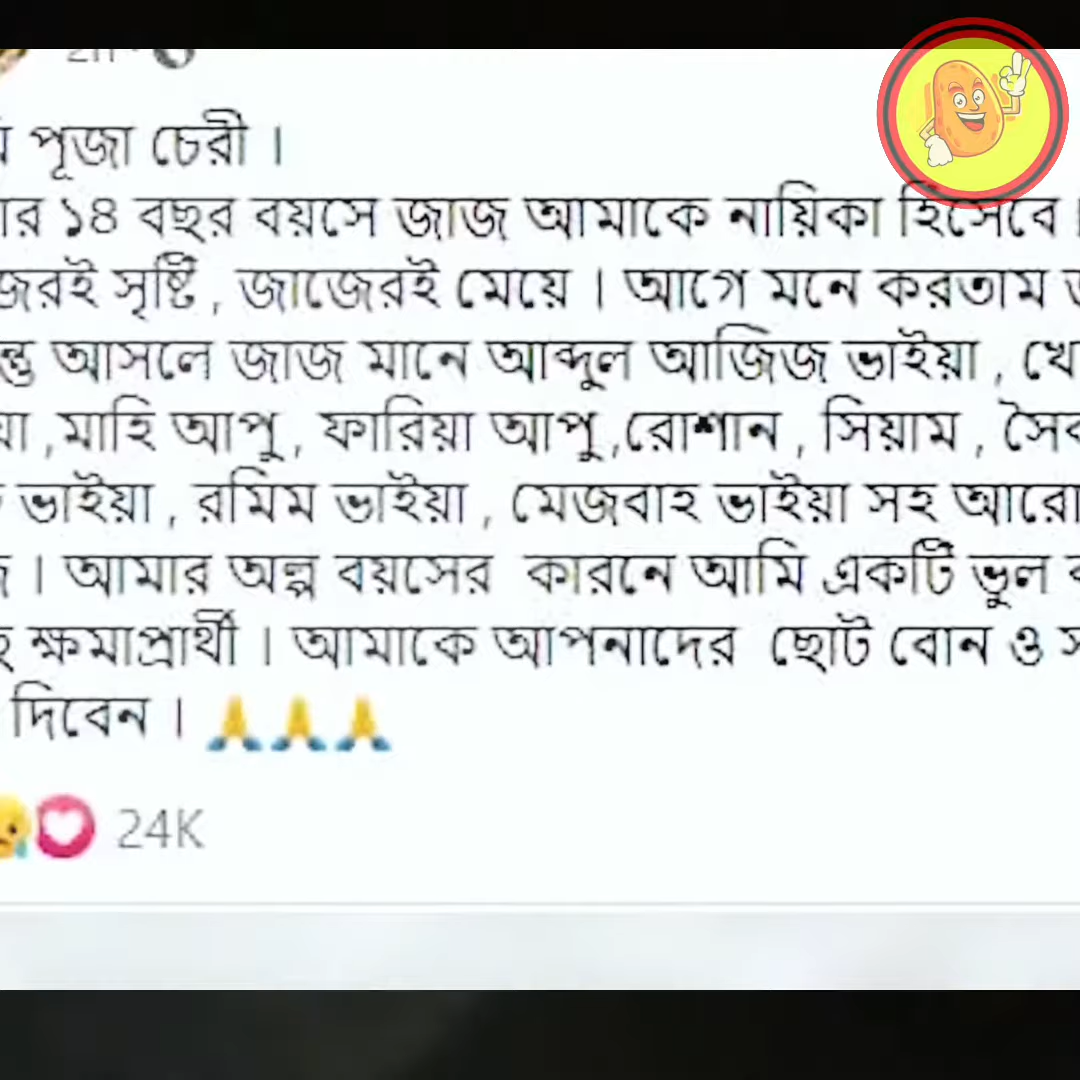 পূজা চেরী ।
১৪ বছর বয়সে জাজ আমাকে নায়িকা হিসেবে
সৃষ্টি , জাজেরই মেয়ে । আগে মনে করতাম
আসলে জাজ মানে আব্দুল আজিজ ভাইয়া ,
,মাহি আপু , ফারিয়া আপু ,রোশান , সিয়াম ,
ভাইয়া , রমিম ভাইয়া , মেজবাহ ভাইয়া সহ আরো
। আমার অল্প বয়সের কারনে আমি একটি ভুল
ক্ষমাপ্রার্থী । আমাকে আপনাদের ছোট বোন ও
দিবেন । 🙏🙏🙏
24K